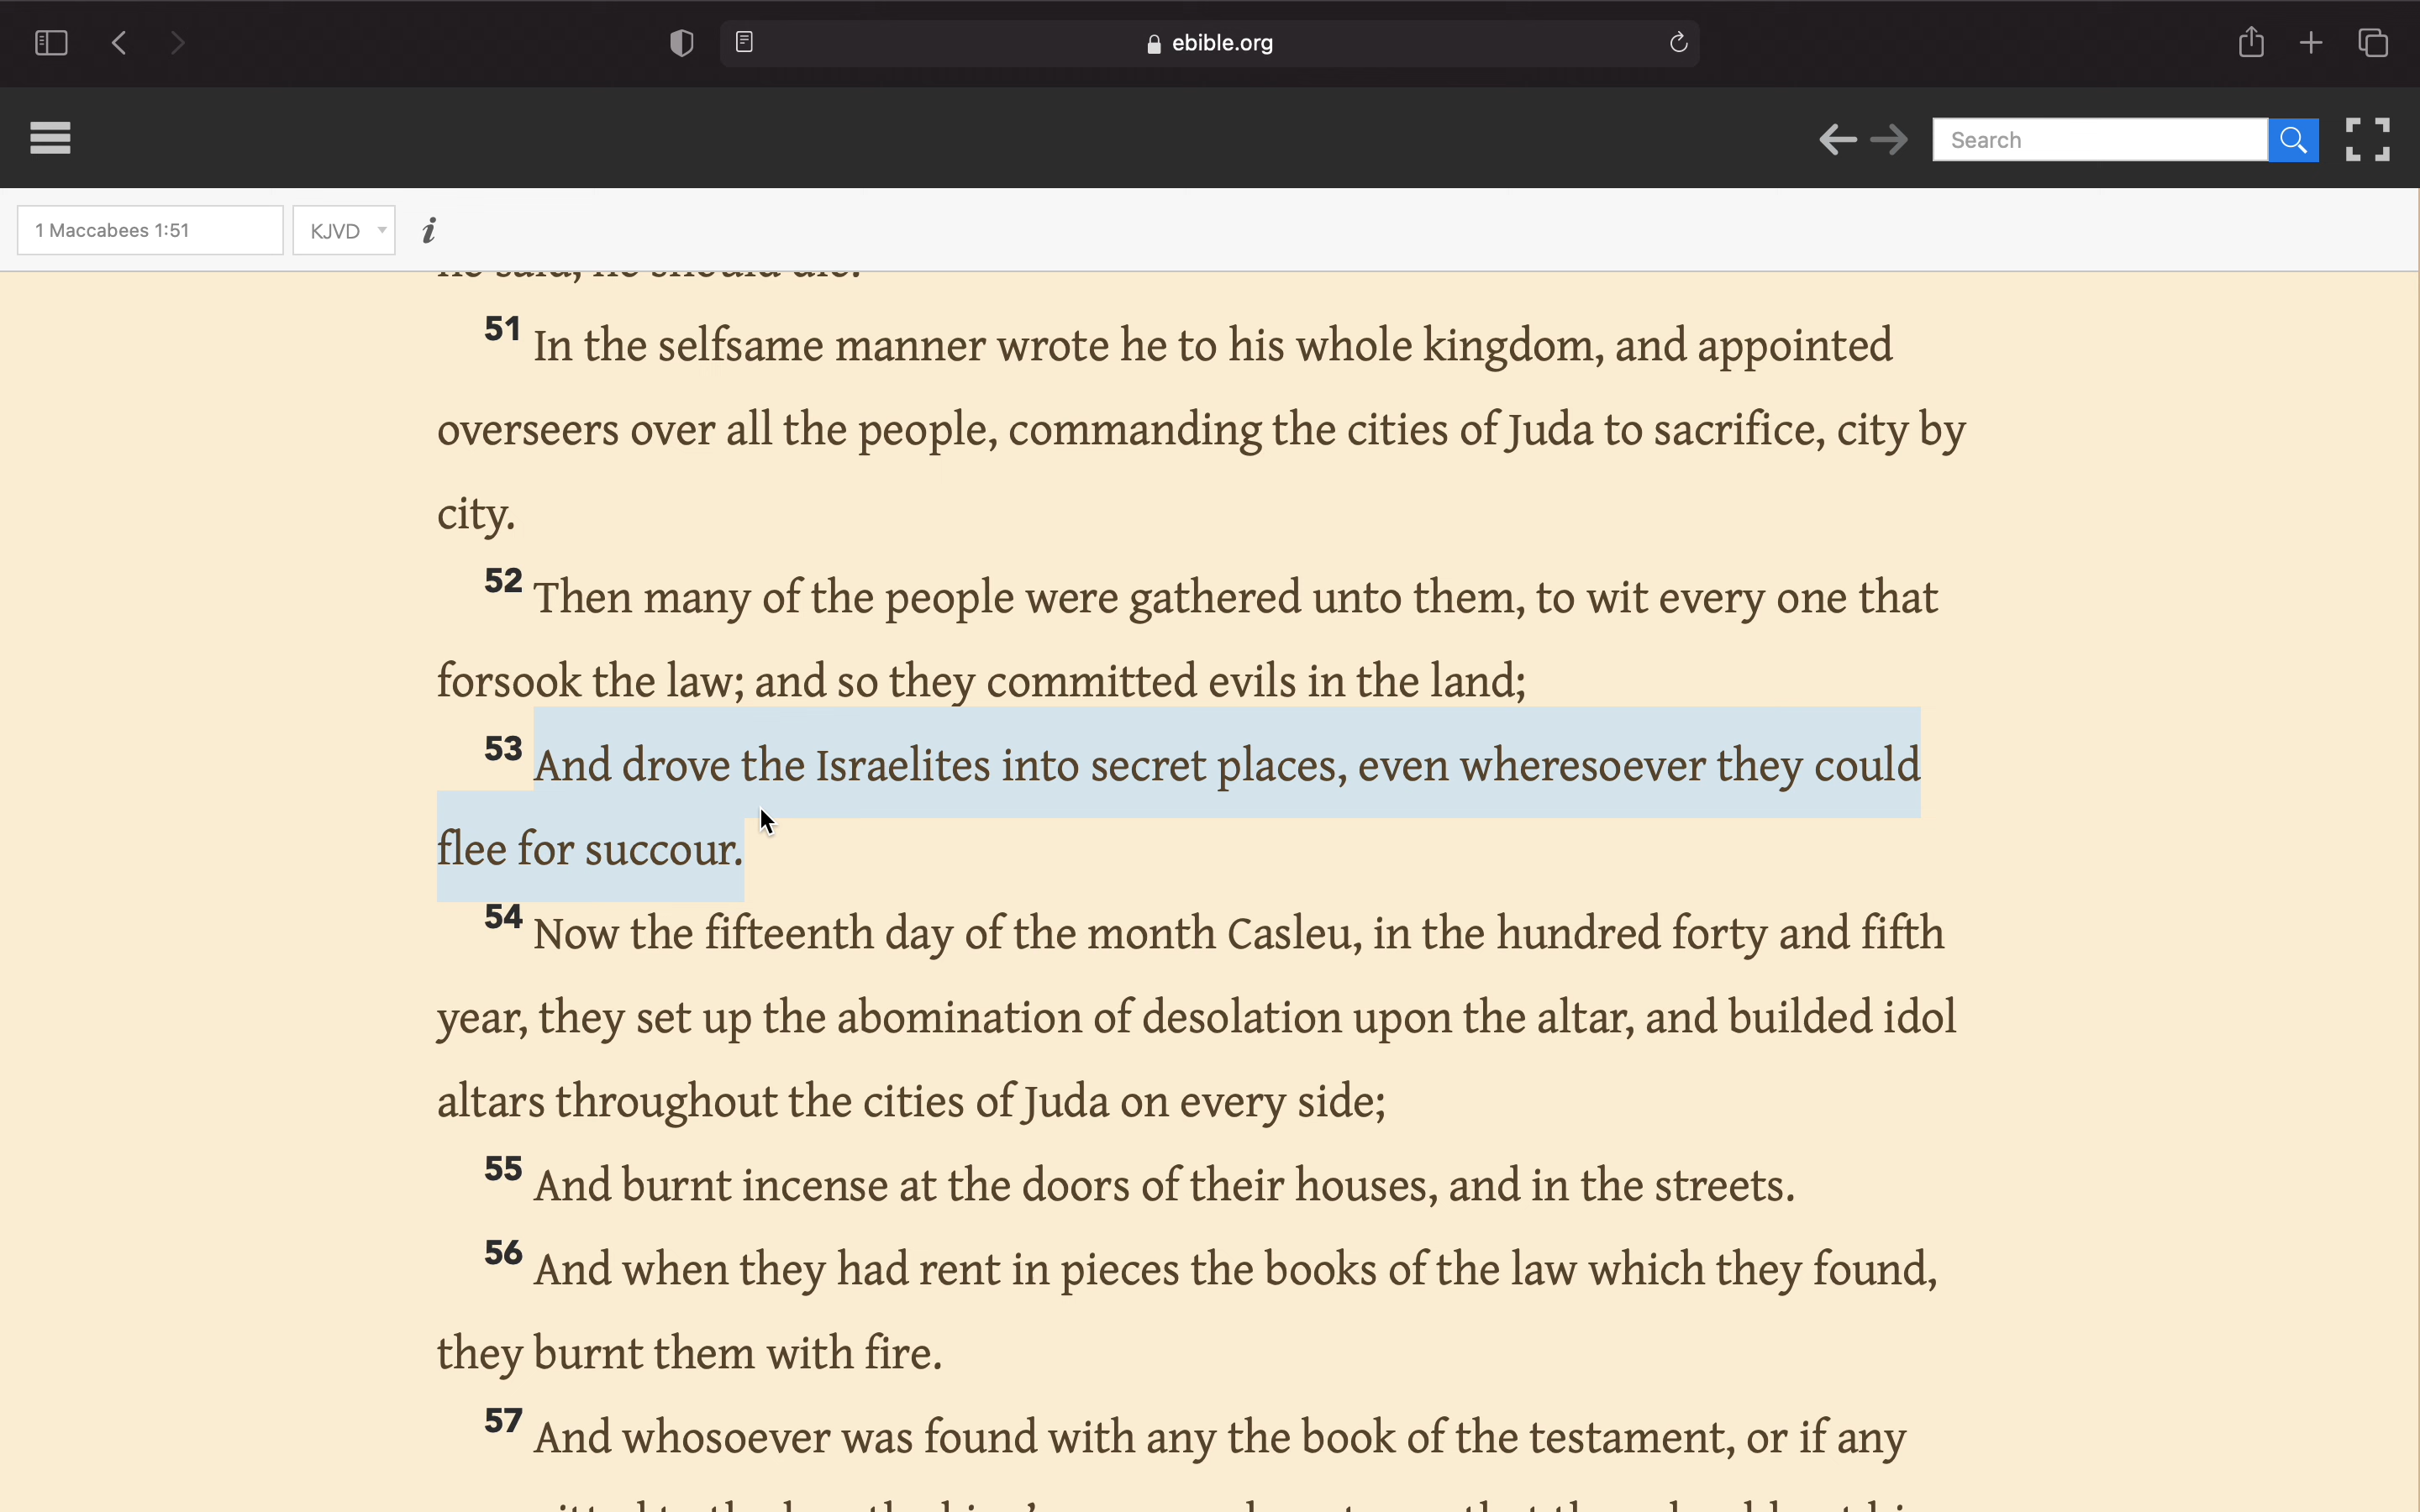 ebible.org
Search
1 Maccabees 1:51
KJVD
i
he said, he should die.
51 In the selfsame manner wrote he to his whole kingdom, and appointed
overseers over all the people, commanding the cities of Juda to sacrifice, city by
city.
52 Then many of the people were gathered unto them, to wit every one that
forsook the law; and so they committed evils in the land;
53 And drove the Israelites into secret places, even wheresoever they could
flee for succour.
54 Now the fifteenth day of the month Casleu, in the hundred forty and fifth
year, they set up the abomination of desolation upon the altar, and builded idol
altars throughout the cities of Juda on every side;
55 And burnt incense at the doors of their houses, and in the streets.
56 And when they had rent in pieces the books of the law which they found,
they burnt them with fire.
57 And whosoever was found with any the book of the testament, or if any